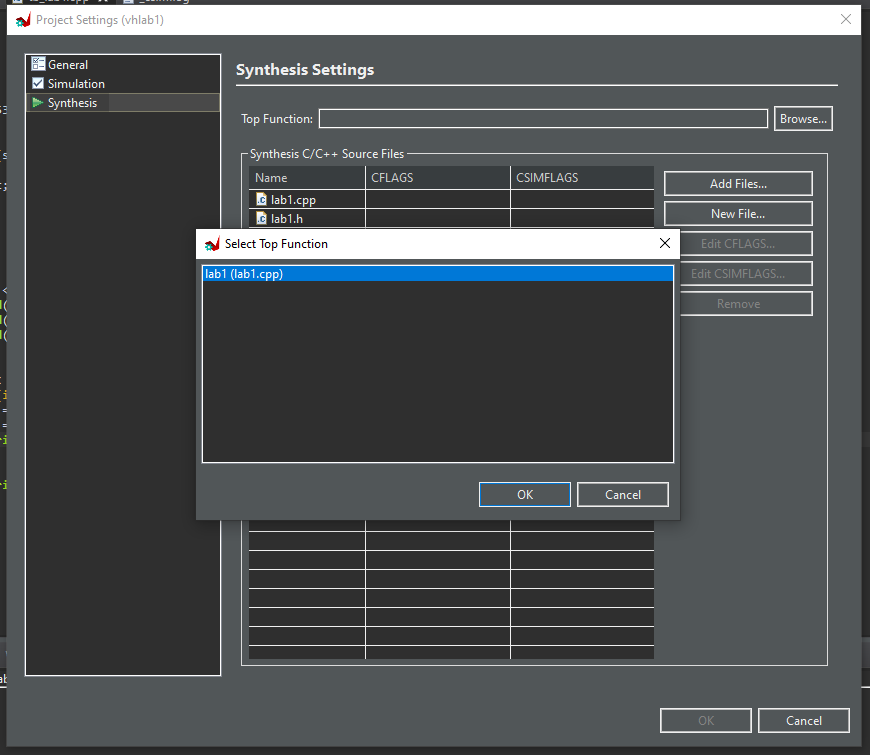 Project Settings (vhlab1)
General
Simulation
Synthesis
Synthesis Settings
Top Function:
Browse...
Synthesis C/C++ Source Files
Name CFLAGS CSIMFLAGS
lab1.cpp
lab1.h
Add Files...
New File...
Edit CFLAGS...
Edit CSIMFLAGS...
Remove
Select Top Function
lab1 (lab1.cpp)
OK Cancel
OK Cancel